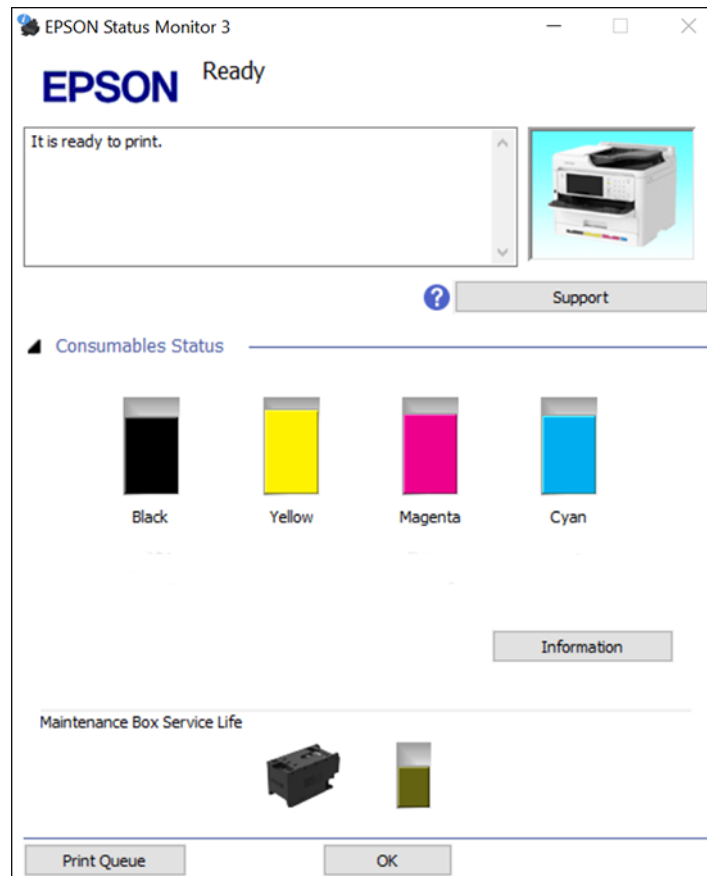 EPSON Status Monitor 3
EPSON
Ready
It is ready to print.
? Support
Consumables Status
Black Yellow Magenta Cyan
Information
Maintenance Box Service Life
Print Queue OK